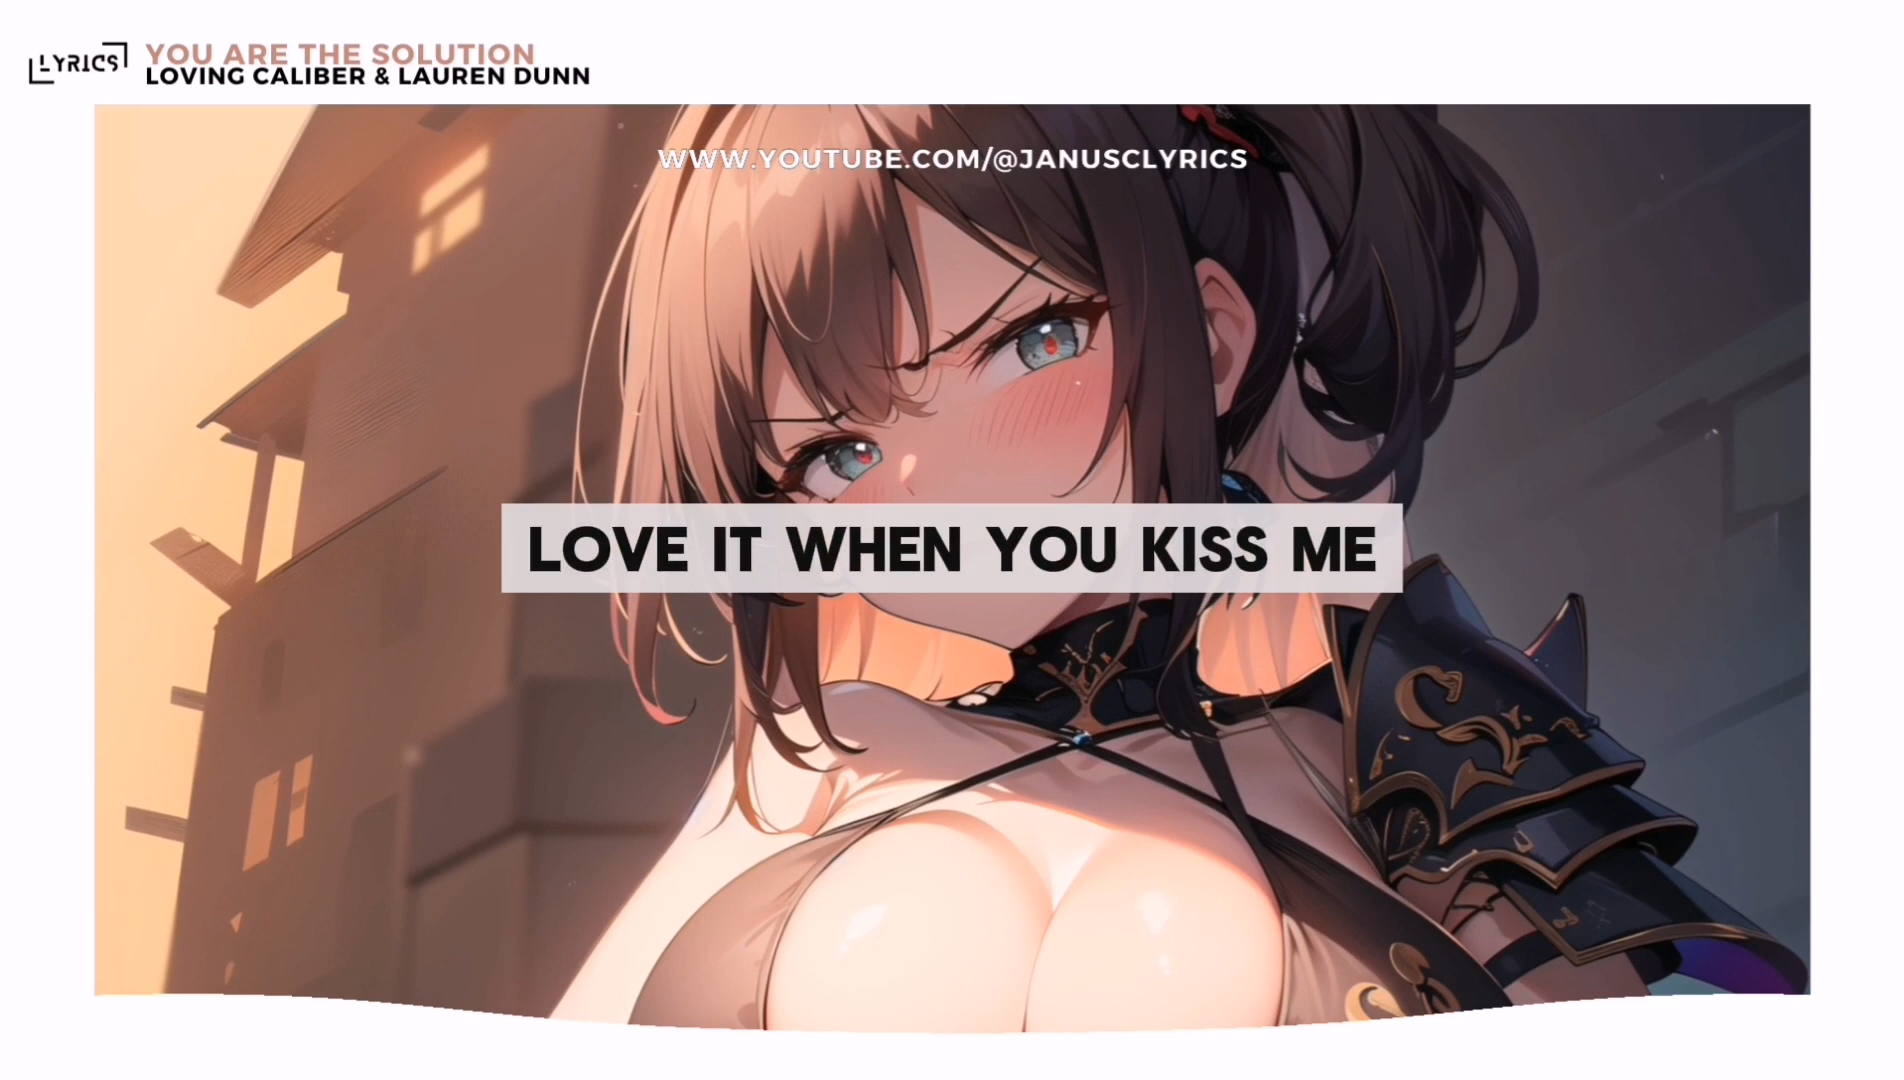 LYRICS
YOU ARE THE SOLUTION
LOVING CALIBER & LAUREN DUNN
WWW.YOUTUBE.COM/@JANUSCLYRICS
LOVE IT WHEN YOU KISS ME